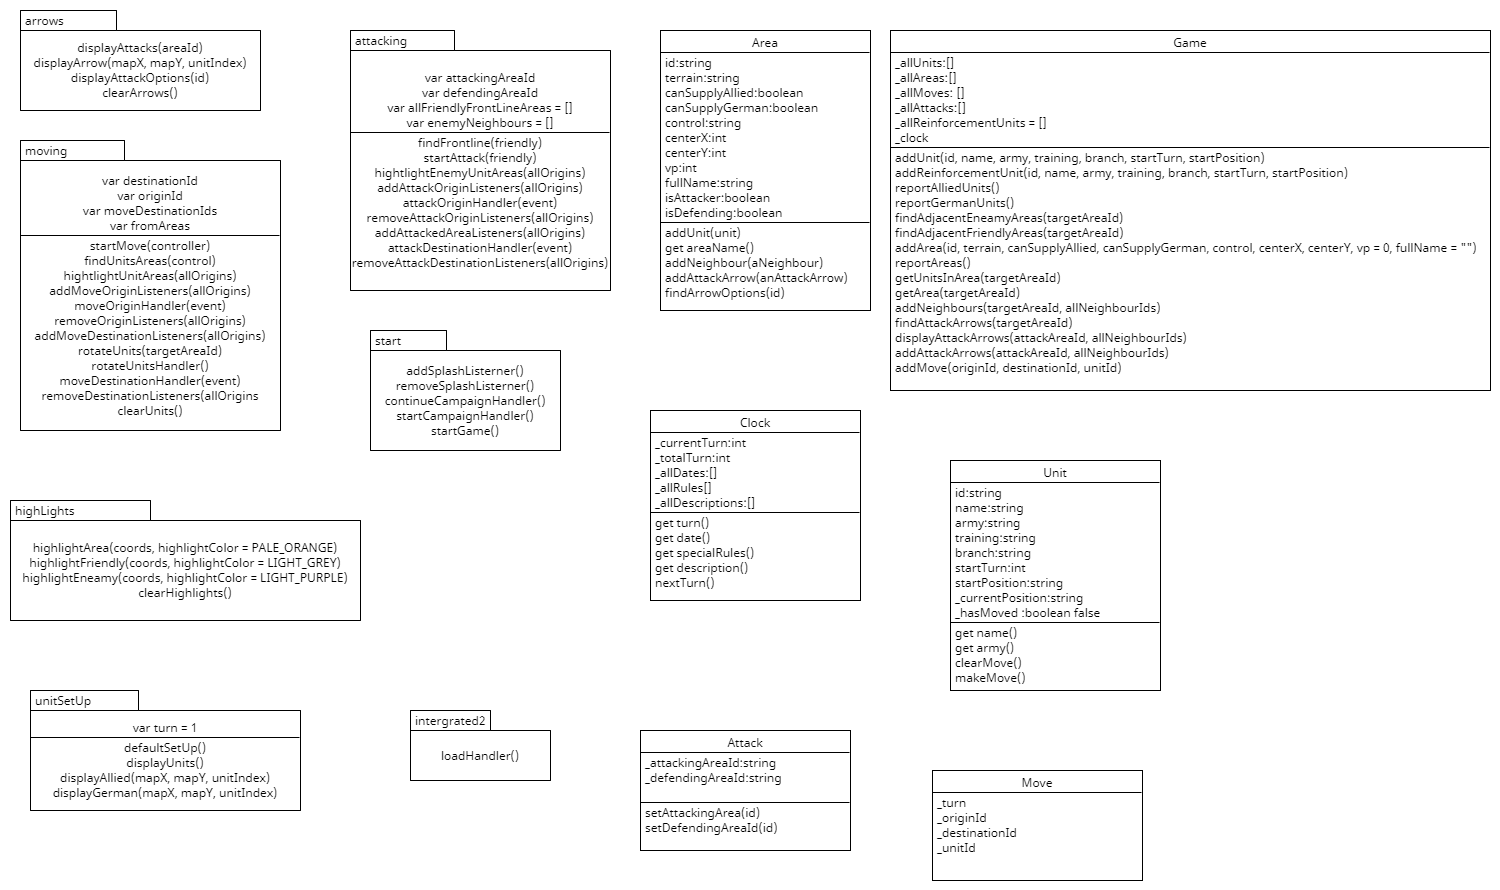 arrows
displayAttacks(areaId)
displayArrow(mapX, mapY, unitIndex)
displayAttackOptions(id)
clearArrows()
moving
var destinationId
var originId
var moveDestinationIds
var fromAreas
startMove(controller)
findUnitsAreas(control)
hightlightUnitAreas(allOrigins)
addMoveOriginListeners(allOrigins)
moveOriginHandler(event)
removeOriginListeners(allOrigins)
addMoveDestinationListeners(allOrigins)
rotateUnits(targetAreaId)
rotateUnitsHandler()
moveDestinationHandler(event)
removeDestinationListeners(allOrigins
clearUnits()
highLights
highlightArea(coords, highlightColor = PALE_ORANGE)
highlightFriendly(coords, highlightColor = LIGHT_GREY)
highlightEneamy(coords, highlightColor = LIGHT_PURPLE)
clearHighlights()
unitSetUp
var turn = 1
defaultSetUp()
displayUnits()
displayAllied(mapX, mapY, unitIndex)
displayGerman(mapX, mapY, unitIndex)
attacking
var attackingAreaId
var defendingAreaId
var allFriendlyFrontLineAreas = []
var enemyNeighbours = []
findFrontline(friendly)
startAttack(friendly)
hightlightEnemyUnitAreas(allOrigins)
addAttackOriginListeners(allOrigins)
attackOriginHandler(event)
removeAttackOriginListeners(allOrigins)
addAttackedAreaListeners(allOrigins)
attackDestinationHandler(event)
removeAttackDestinationListeners(allOrigins)
start
addSplashListerner()
removeSplashListerner()
continueCampaignHandler()
startCampaignHandler()
startGame()
intergrated2
loadHandler()
Area
id:string
terrain:string
canSupplyAllied:boolean
canSupplyGerman:boolean
control:string
centerX:int
centerY:int
vp:int
fullName:string
isAttacker:boolean
isDefending:boolean
addUnit(unit)
get areaName()
addNeighbour(aNeighbour)
addAttackArrow(anAttackArrow)
findArrowOptions(id)
Clock
_currentTurn:int
_totalTurn:int
_allDates:[]
_allRules[]
_allDescriptions:[]
get turn()
get date()
get specialRules()
get description()
nextTurn()
Attack
_attackingAreaId:string
_defendingAreaId:string
setAttackingArea(id)
setDefendingAreaId(id)
Game
_allUnits:[]
_allAreas:[]
_allMoves: []
_allAttacks:[]
_allReinforcementUnits = []
_clock
addUnit(id, name, army, training, branch, startTurn, startPosition)
addReinforcementUnit(id, name, army, training, branch, startTurn, startPosition)
reportAlliedUnits()
reportGermanUnits()
findAdjacentEneamyAreas(targetAreaId)
findAdjacentFriendlyAreas(targetAreaId)
addArea(id, terrain, canSupplyAllied, canSupplyGerman, control, centerX, centerY, vp = 0, fullName = "")
reportAreas()
getUnitsInArea(targetAreaId)
getArea(targetAreaId)
addNeighbours(targetAreaId, allNeighbourIds)
findAttackArrows(targetAreaId)
displayAttackArrows(attackAreaId, allNeighbourIds)
addAttackArrows(attackAreaId, allNeighbourIds)
addMove(originId, destinationId, unitId)
Unit
id:string
name:string
army:string
training:string
branch:string
startTurn:int
startPosition:string
_currentPosition:string
_hasMoved :boolean false
get name()
get army()
clearMove()
makeMove()
Move
_turn
_originId
_destinationId
_unitId